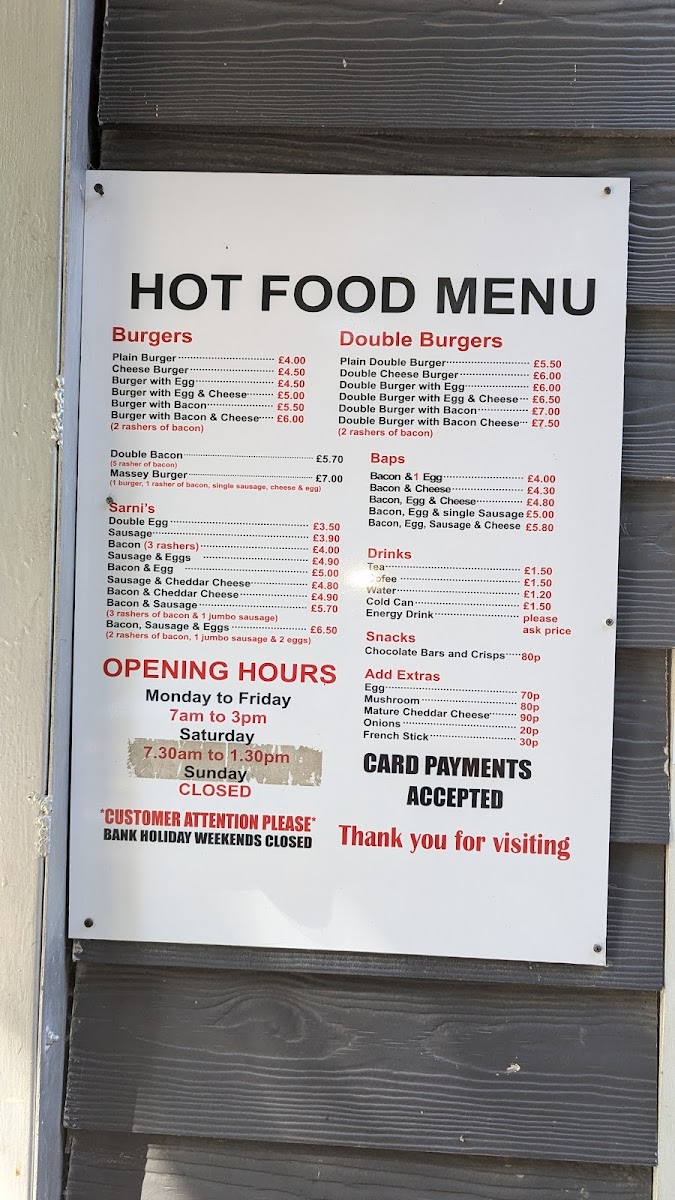 HOT FOOD MENU
Burgers
Plain Burger £4.00
Cheese Burger £4.50
Burger with Egg £4.50
Burger with Egg & Cheese £5.00
Burger with Bacon £5.50
Burger with Bacon & Cheese £6.00
(2 rashers of bacon)
Double Burgers
Plain Double Burger £5.50
Double Cheese Burger £6.00
Double Burger with Egg £6.00
Double Burger with Egg & Cheese £6.50
Double Burger with Bacon £7.00
Double Burger with Bacon Cheese £7.50
(2 rashers of bacon)
Double Bacon £5.70
(5 rasher of bacon)
Massey Burger £7.00
(1 burger, 1 rasher of bacon, single sausage, cheese & egg)
Baps
Bacon &1 Egg £4.00
Bacon & Cheese £4.30
Bacon, Egg & Cheese £4.80
Bacon, Egg & single Sausage £5.00
Bacon, Egg, Sausage & Cheese £5.80
Sarni's
Double Egg £3.50
Sausage £3.90
Bacon (3 rashers) £4.00
Sausage & Eggs £4.90
Bacon & Egg £5.00
Sausage & Cheddar Cheese £4.80
Bacon & Cheddar Cheese £4.90
Bacon & Sausage £5.70
(3 rashers of bacon & 1 jumbo sausage)
Bacon, Sausage & Eggs £6.50
(2 rashers of bacon, 1 jumbo sausage & 2 eggs)
Drinks
Tea £1.50
Cofee £1.50
Water £1.20
Cold Can £1.50
Energy Drink please
ask price
Snacks
Chocolate Bars and Crisps 80p
Add Extras
Egg 70p
Mushroom 80p
Mature Cheddar Cheese 90p
Onions 20p
French Stick 30p
OPENING HOURS
Monday to Friday
7am to 3pm
Saturday
7.30am to 1.30pm
Sunday
CLOSED
*CUSTOMER ATTENTION PLEASE*
BANK HOLIDAY WEEKENDS CLOSED
CARD PAYMENTS
ACCEPTED
Thank you for visiting